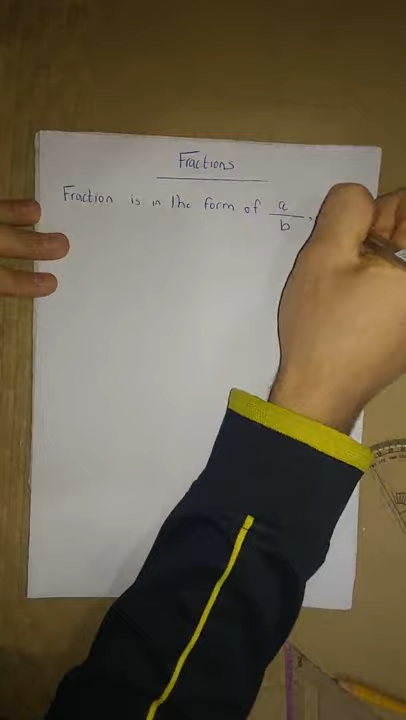 Fractions
Fraction is in the form of a/b,